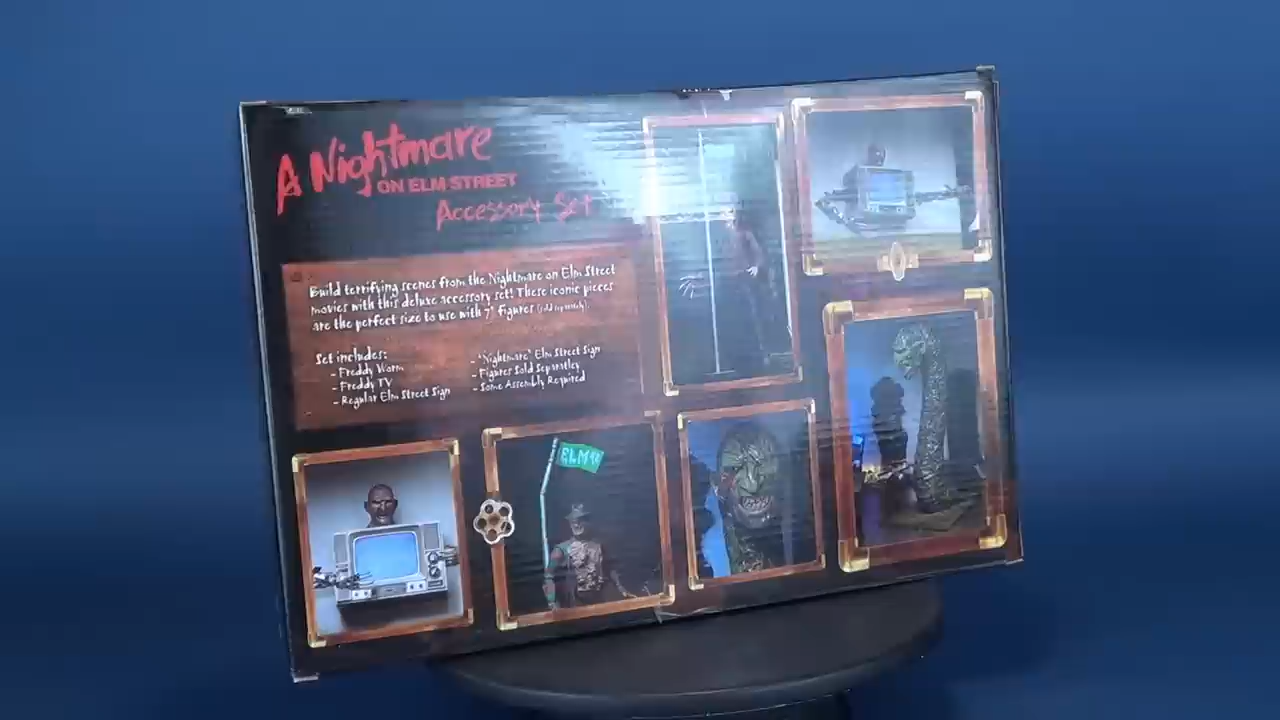 A Nightmare
ON ELM STREET
Accessory Set
Build terrifying scenes from the Nightmare on Elm Street
movies with this deluxe accessory set! These iconic pieces
are the perfect size to use with 7" figures (sold separately).
Set includes:
- Freddy Worm
- Freddy TV
- Regular Elm Street Sign
- "Nightmare" Elm Street Sign
- Figures Sold Separatley
- Some Assembly Required
ELM